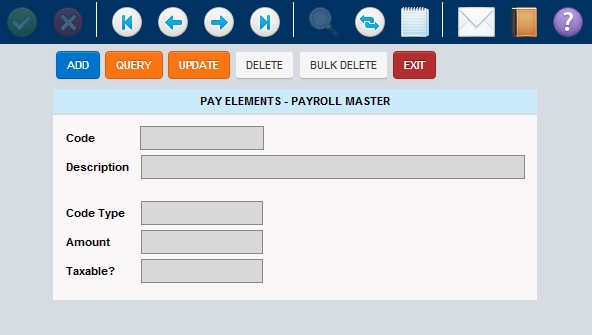 ?
ADD QUERY UPDATE DELETE BULK DELETE EXIT
PAY ELEMENTS - PAYROLL MASTER
Code
Description
Code Type
Amount
Taxable?